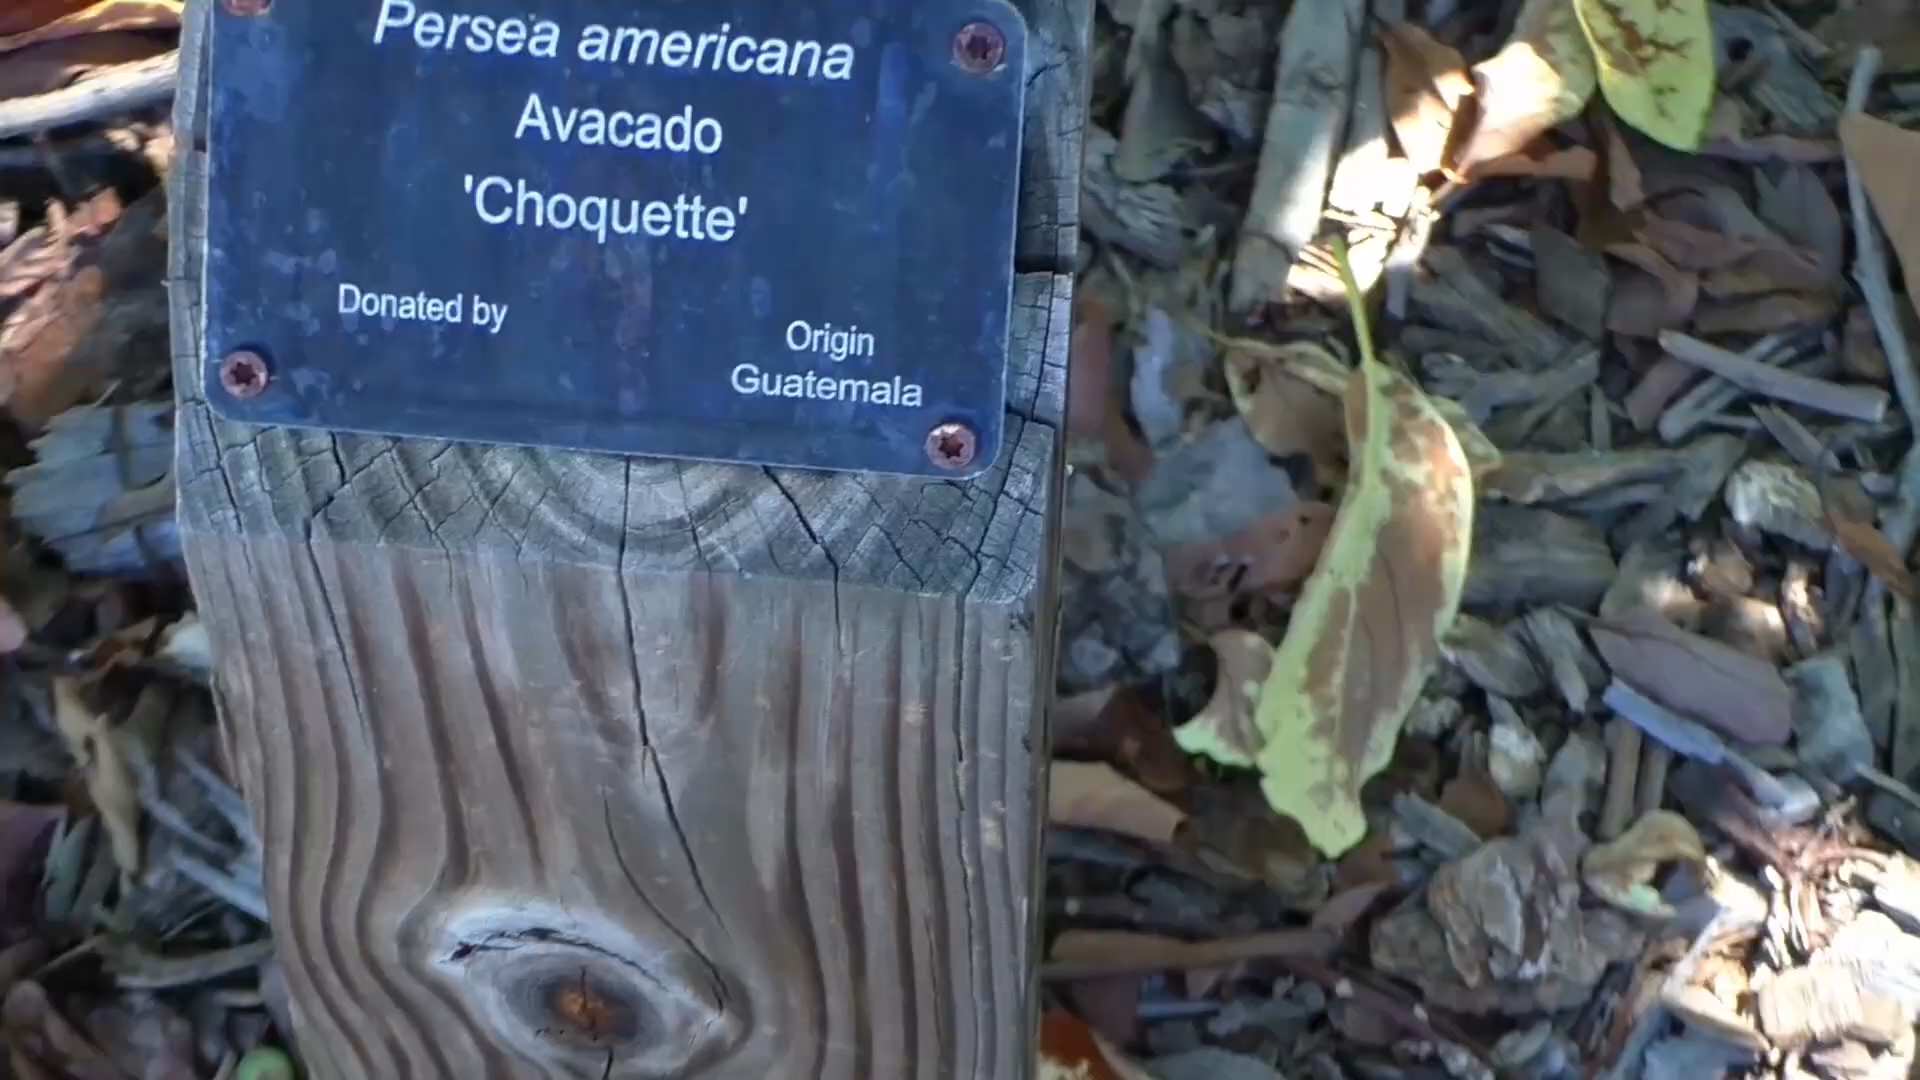 Persea americana
Avacado
'Choquette'
Donated by
Origin
Guatemala